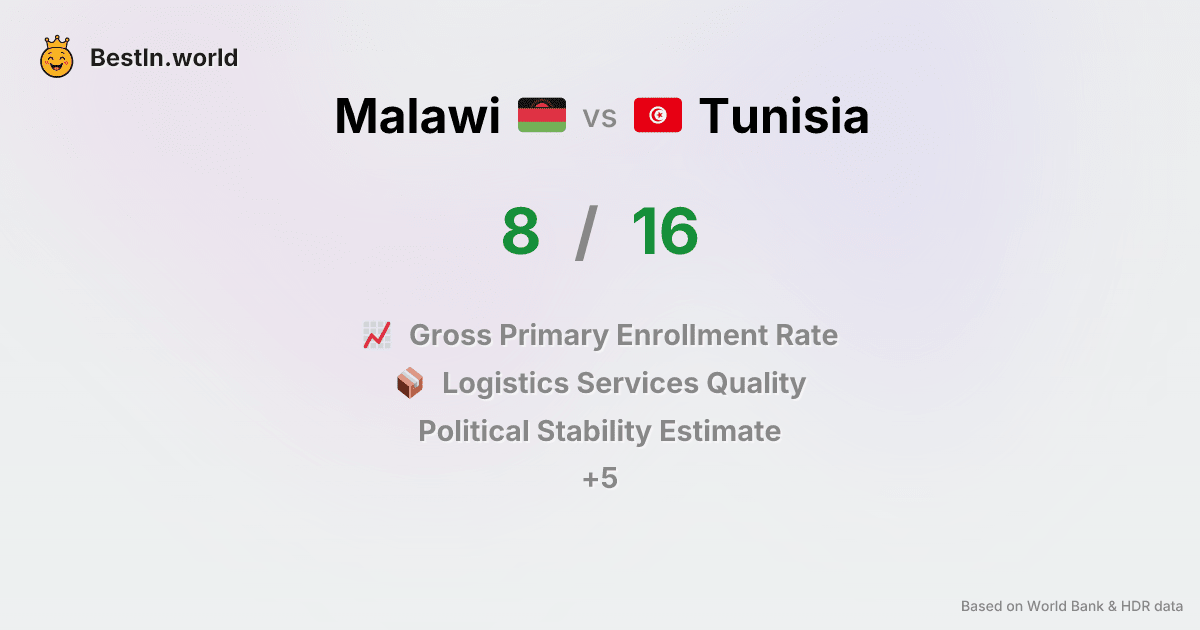 BestIn.world
Malawi vs Tunisia
8 / 16
Gross Primary Enrollment Rate
Logistics Services Quality
Political Stability Estimate
+5
Based on World Bank & HDR data